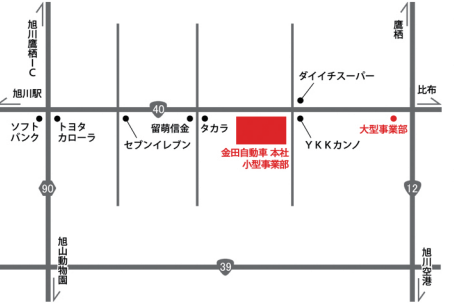 旭川鷹栖IC
鷹栖
旭川駅
比布
ダイイチスーパー
40
ソフト
バンク
トヨタ
カローラ
セブンイレブン
留萌信金
タカラ
YKKカンノ
大型事業部
金田自動車 本社
小型事業部
90
12
旭山動物園
39
旭川空港